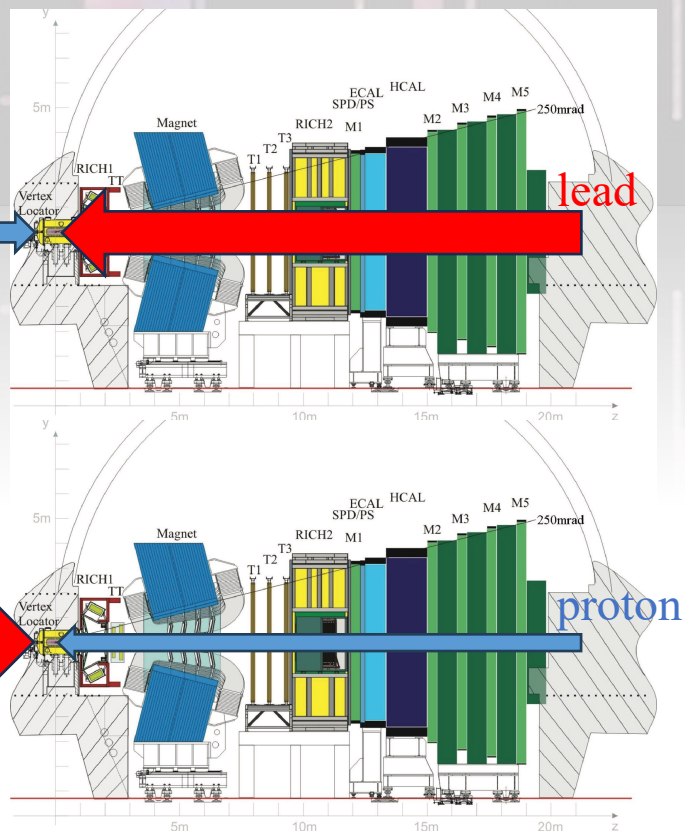 y
5m
Magnet
RICH1
TT
Vertex
Locator
T1
T2
T3
RICH2
SPD/PS
ECAL
M1
HCAL
M2
M3
M4
M5
250mrad
lead
5m
10m
15m
20m
z
y
5m
Magnet
RICH1
TT
Vertex
Locator
T1
T2
T3
RICH2
SPD/PS
ECAL
M1
HCAL
M2
M3
M4
M5
250mrad
proton
5m
10m
15m
20m
z